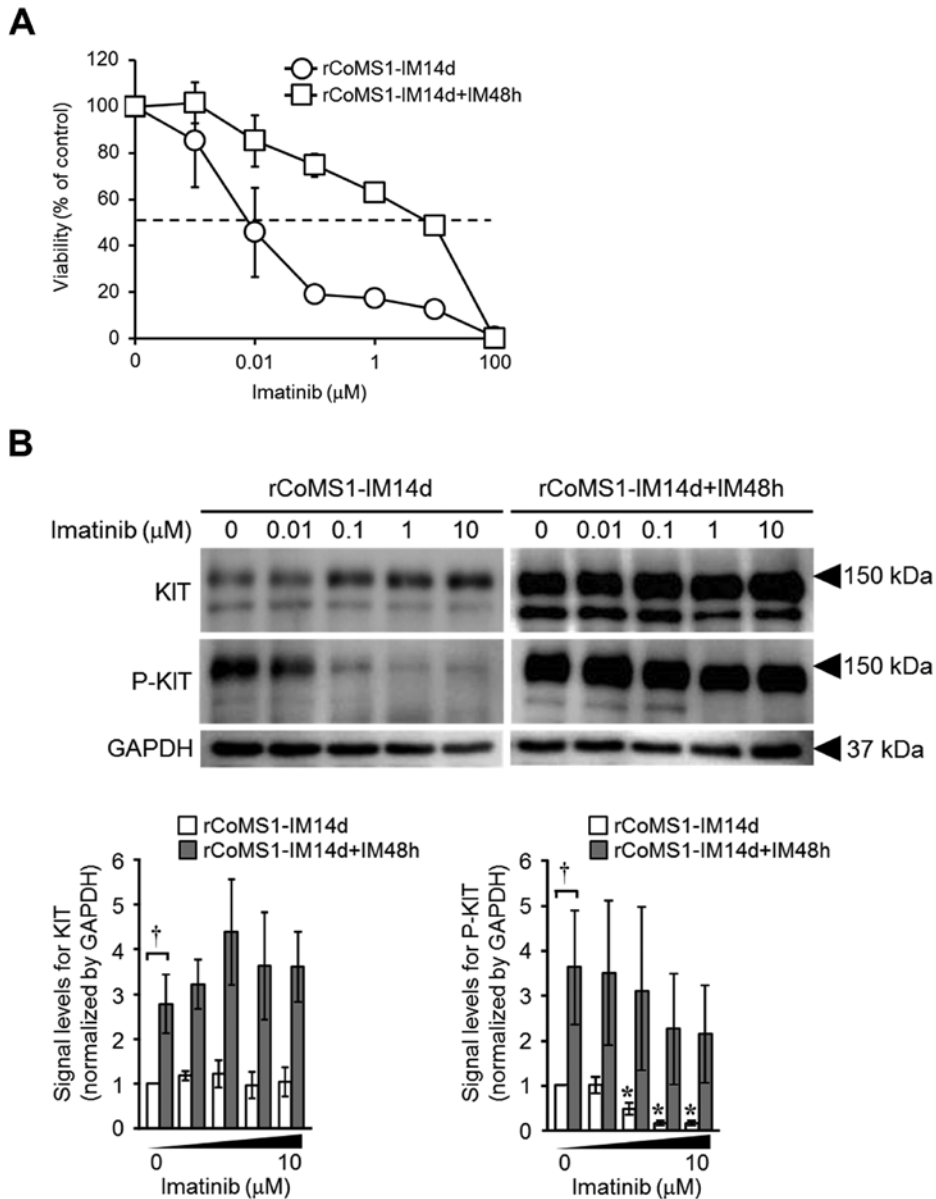 A
120
100
80
60
40
20
0
Viability (% of control)
rCoMS1-IM14d
rCoMS1-IM14d+IM48h
0 0.01 1 100
Imatinib (μM)
B
rCoMS1-IM14d rCoMS1-IM14d+IM48h
Imatinib (μM) 0 0.01 0.1 1 10 0 0.01 0.1 1 10
KIT 150 kDa
P-KIT 150 kDa
GAPDH 37 kDa
rCoMS1-IM14d
rCoMS1-IM14d+IM48h
Signal levels for KIT
(normalized by GAPDH)
6
5
4
3
2
1
0
†
0 10
Imatinib (μM)
rCoMS1-IM14d
rCoMS1-IM14d+IM48h
Signal levels for P-KIT
(normalized by GAPDH)
6
5
4
3
2
1
0
†
* * *
0 10
Imatinib (μM)